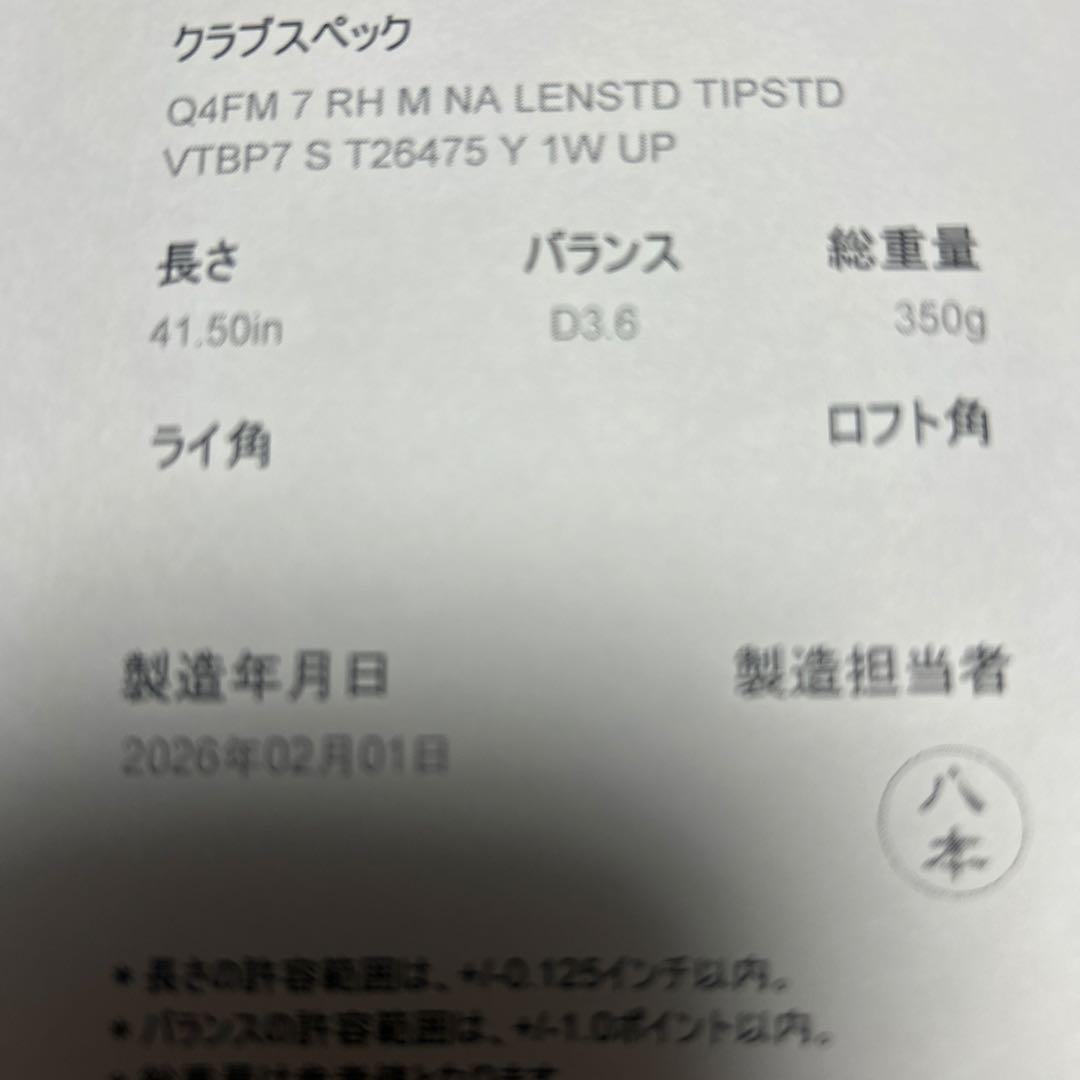 クラブスペック
Q4FM 7 RH M NA LENSTD TIPSTD
VTBP7 S T26475 Y 1W UP
長さ バランス 総重量
41.50in D3.6 350g
ライ角 ロフト角
製造年月日 製造担当者
2026年02月01日
八
本
* 長さの許容範囲は、+/-0.125インチ以内。
* バランスの許容範囲は、+/-1.0ポイント以内。